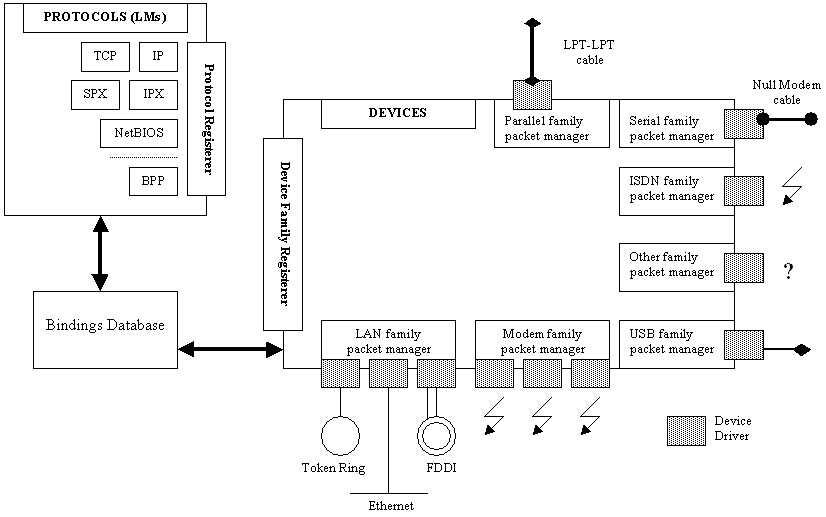 PROTOCOLS (LMs)
TCP
IP
SPX
IPX
NetBIOS
BPP
Protocol Registerer
Bindings Database
DEVICES
Device Family Registerer
LPT-LPT
cable
Parallel family
packet manager
Serial family
packet manager
Null Modem
cable
ISDN family
packet manager
Other family
packet manager
?
USB family
packet manager
LAN family
packet manager
Modem family
packet manager
Token Ring
FDDI
Ethernet
Device
Driver